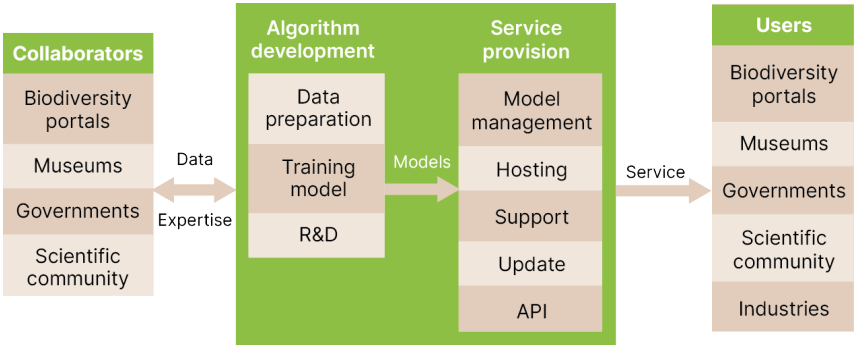 Collaborators
Biodiversity
portals
Museums
Governments
Scientific
community
Data
Expertise
Algorithm
development
Data
preparation
Training
model
R&D
Models
Service
provision
Model
management
Hosting
Support
Update
API
Service
Users
Biodiversity
portals
Museums
Governments
Scientific
community
Industries